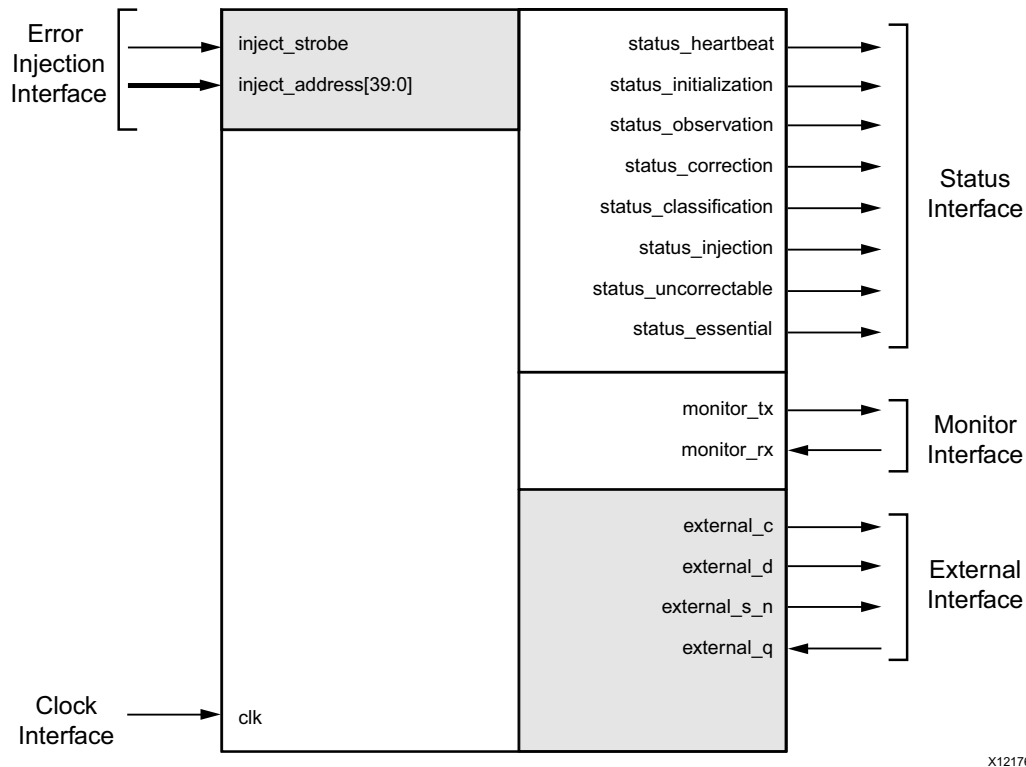 Error
Injection
Interface
inject_strobe
inject_address[39:0]
status_heartbeat
status_initialization
status_observation
status_correction
status_classification
status_injection
status_uncorrectable
status_essential
Status
Interface
monitor_tx
monitor_rx
Monitor
Interface
external_c
external_d
external_s_n
external_q
External
Interface
Clock
Interface
clk
X12176